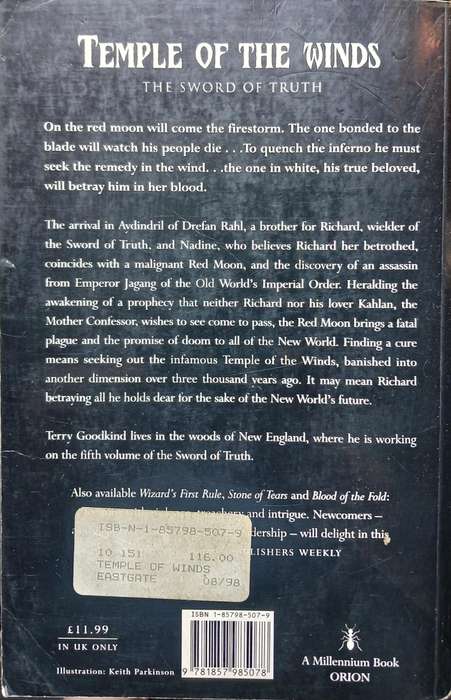 TEMPLE OF THE WINDS
THE SWORD OF TRUTH
On the red moon will come the firestorm. The one bonded to the
blade will watch his people die . . .To quench the inferno he must
seek the remedy in the wind. . .the one in white, his true beloved,
will betray him in her blood.
The arrival in Aydindril of Drefan Rahl, a brother for Richard, wielder of
the Sword of Truth, and Nadine, who believes Richard her betrothed,
coincides with a malignant Red Moon, and the discovery of an assassin
from Emperor Jagang of the Old World's Imperial Order. Heralding the
awakening of a prophecy that neither Richard nor his lover Kahlan, the
Mother Confessor, wishes to see come to pass, the Red Moon brings a fatal
plague and the promise of doom to all of the New World. Finding a cure
means seeking out the infamous Temple of the Winds, banished into
another dimension over three thousand years ago. It may mean Richard
betraying all he holds dear for the sake of the New World's future.
Terry Goodkind lives in the woods of New England, where he is working
on the fifth volume of the Sword of Truth.
Also available Wizard's First Rule, Stone of Tears and Blood of the Fold:
and intrigue. Newcomers –
– will delight in this
WEEKLY
ISB-N-1-85798-507-9
10 151 116.00
TEMPLE OF WINDS
EASTGATE 08/98
£11.99
IN UK ONLY
Illustration: Keith Parkinson
ISBN 1-85798-507-9
9 781857 985078
A Millennium Book
ORION